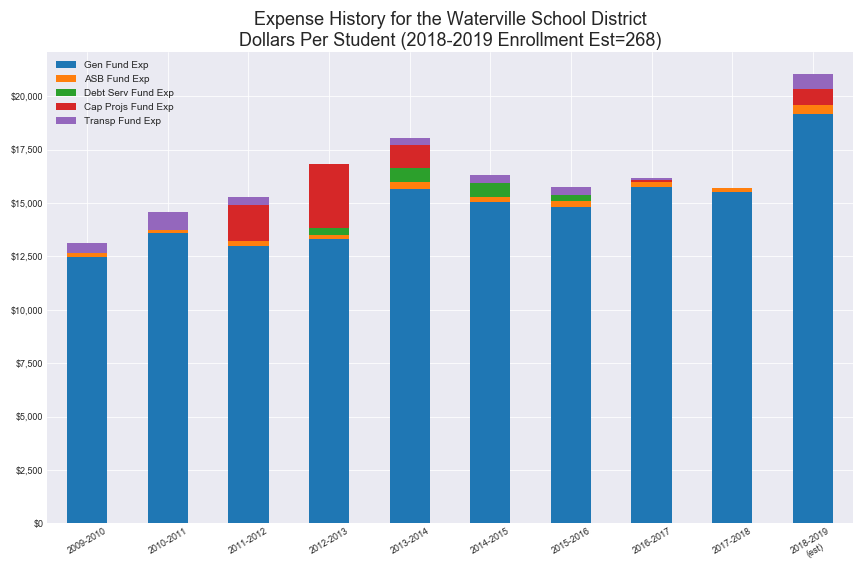 Expense History for the Waterville School District
Dollars Per Student (2018-2019 Enrollment Est=268)
Gen Fund Exp
ASB Fund Exp
Debt Serv Fund Exp
Cap Projs Fund Exp
Transp Fund Exp
$20,000
$17,500
$15,000
$12,500
$10,000
$7,500
$5,000
$2,500
$0
2009-2010
2010-2011
2011-2012
2012-2013
2013-2014
2014-2015
2015-2016
2016-2017
2017-2018
2018-2019
(est)